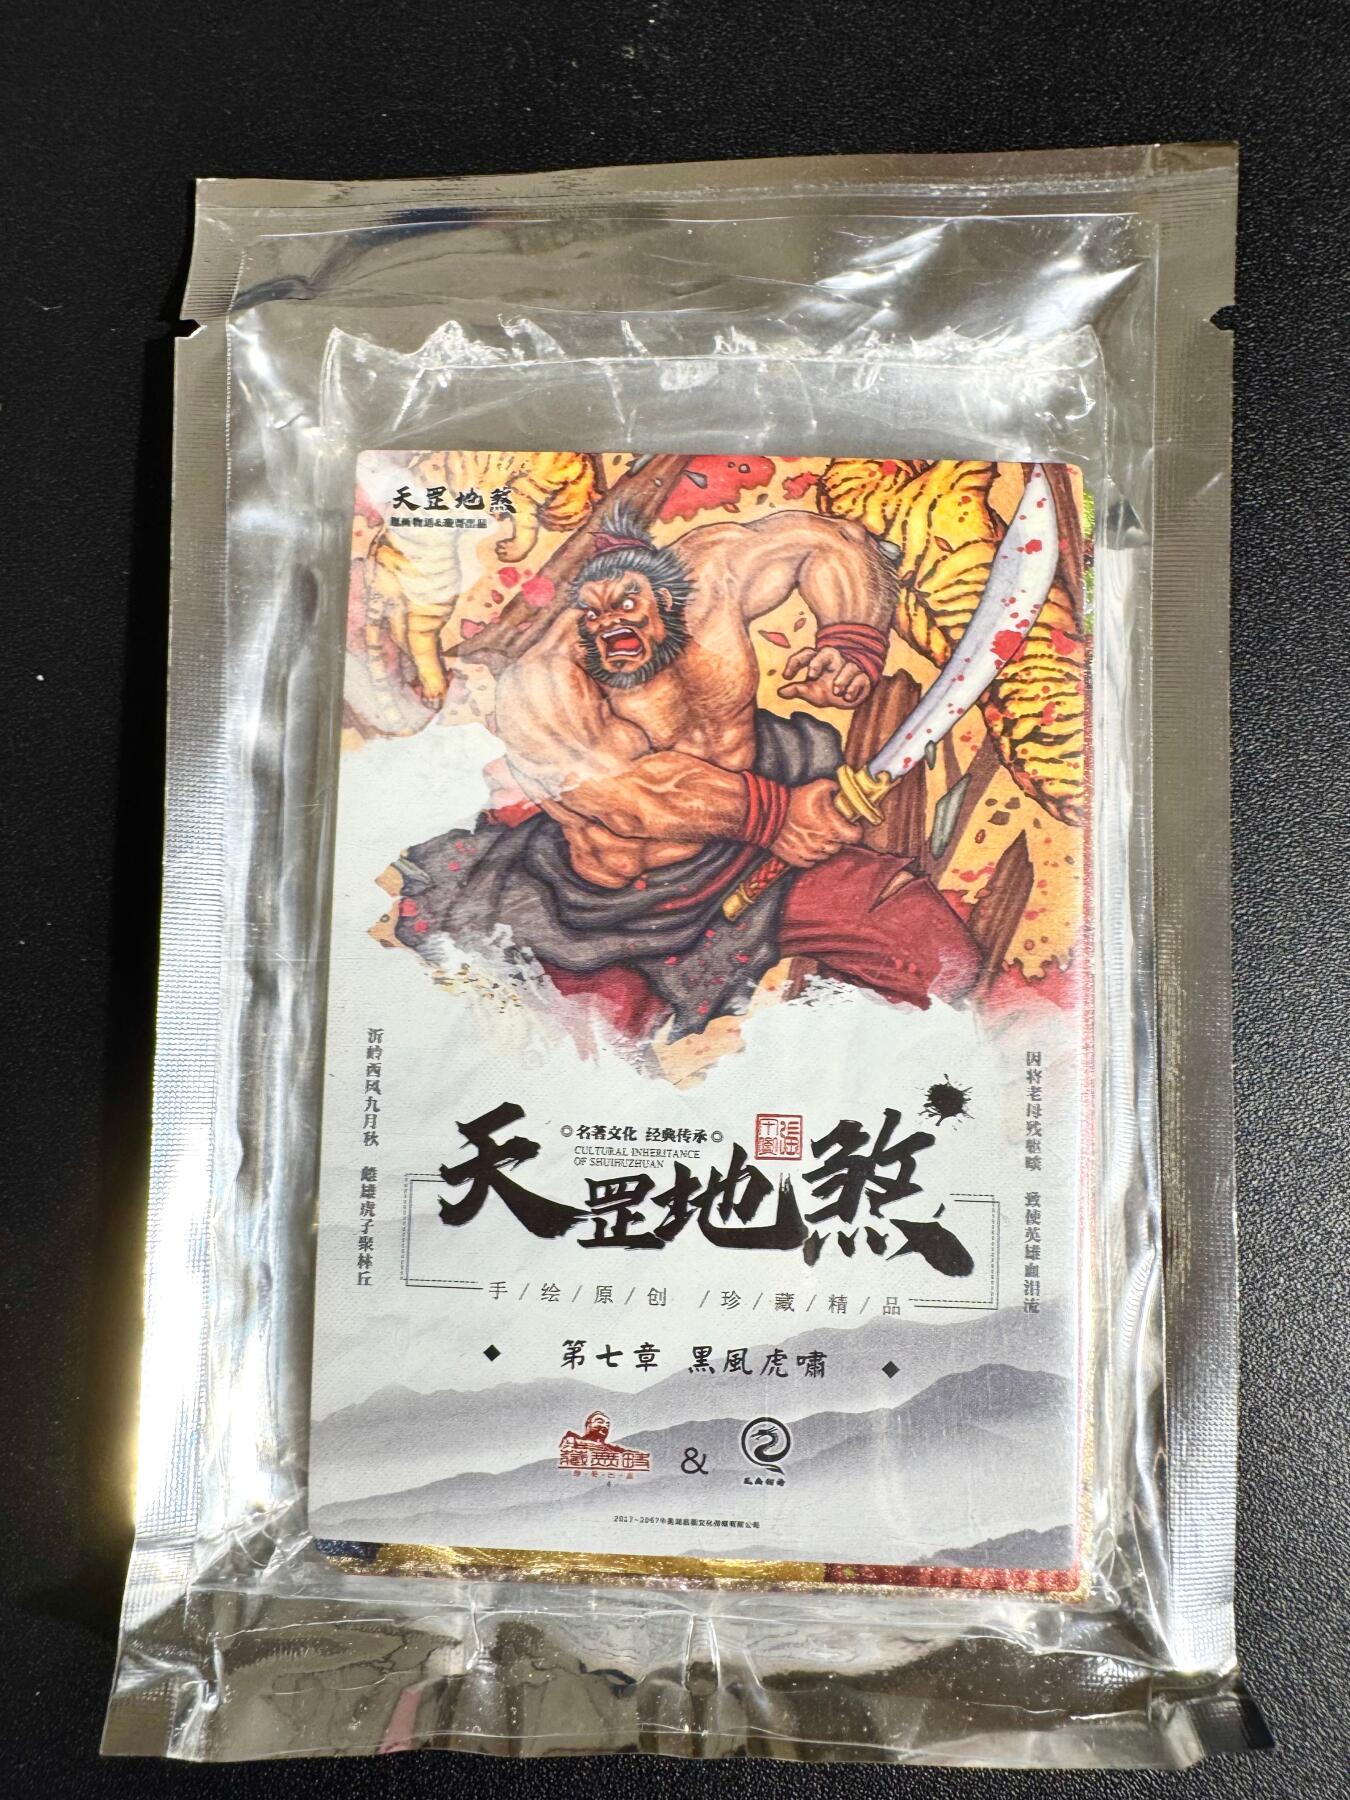 天罡地煞
沂岭西风九月秋 雌雄虎子聚林丘
因将老母残躯啖 致使英雄血泪流
名著文化 经典传承
CULTURAL INHERITANCE
OF SHUIHUZHUAN
天罡地煞
手/绘/原/创 /珍/藏/精/品
第七章 黑風虎嘯
&